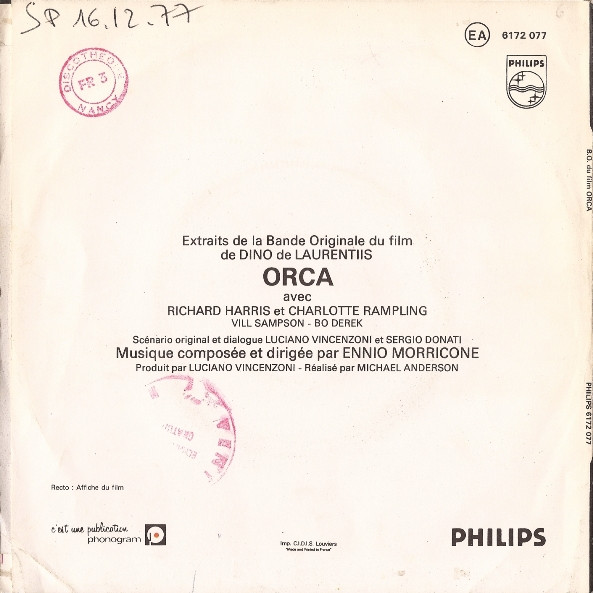 SP 16.12.77
EA 6172 077
PHILIPS
DISCOTHEQUE
FR 3
NANCY
B.O. du film ORCA
Extraits de la Bande Originale du film
de DINO de LAURENTIIS
ORCA
avec
RICHARD HARRIS et CHARLOTTE RAMPLING
VILL SAMPSON - BO DEREK
Scénario original et dialogue LUCIANO VINCENZONI et SERGIO DONATI
Musique composée et dirigée par ENNIO MORRICONE
Produit par LUCIANO VINCENZONI - Réalisé par MICHAEL ANDERSON
PHILIPS 6172 077
Recto : Affiche du film
c'est une publication
phonogram
Imp. C.I.D.I.S. Louviers
"Made and Printed in France"
PHILIPS